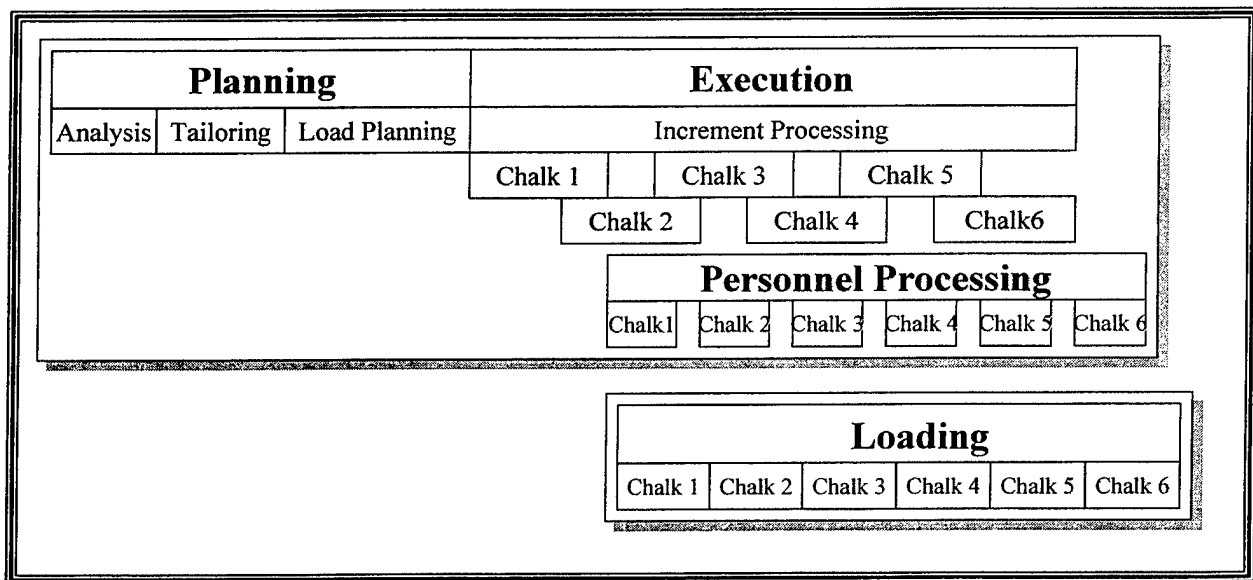 Planning Execution
Analysis Tailoring Load Planning Increment Processing
Chalk 1 Chalk 3 Chalk 5
Chalk 2 Chalk 4 Chalk6
Personnel Processing
Chalk1 Chalk 2 Chalk 3 Chalk 4 Chalk 5 Chalk 6
Loading
Chalk 1 Chalk 2 Chalk 3 Chalk 4 Chalk 5 Chalk 6